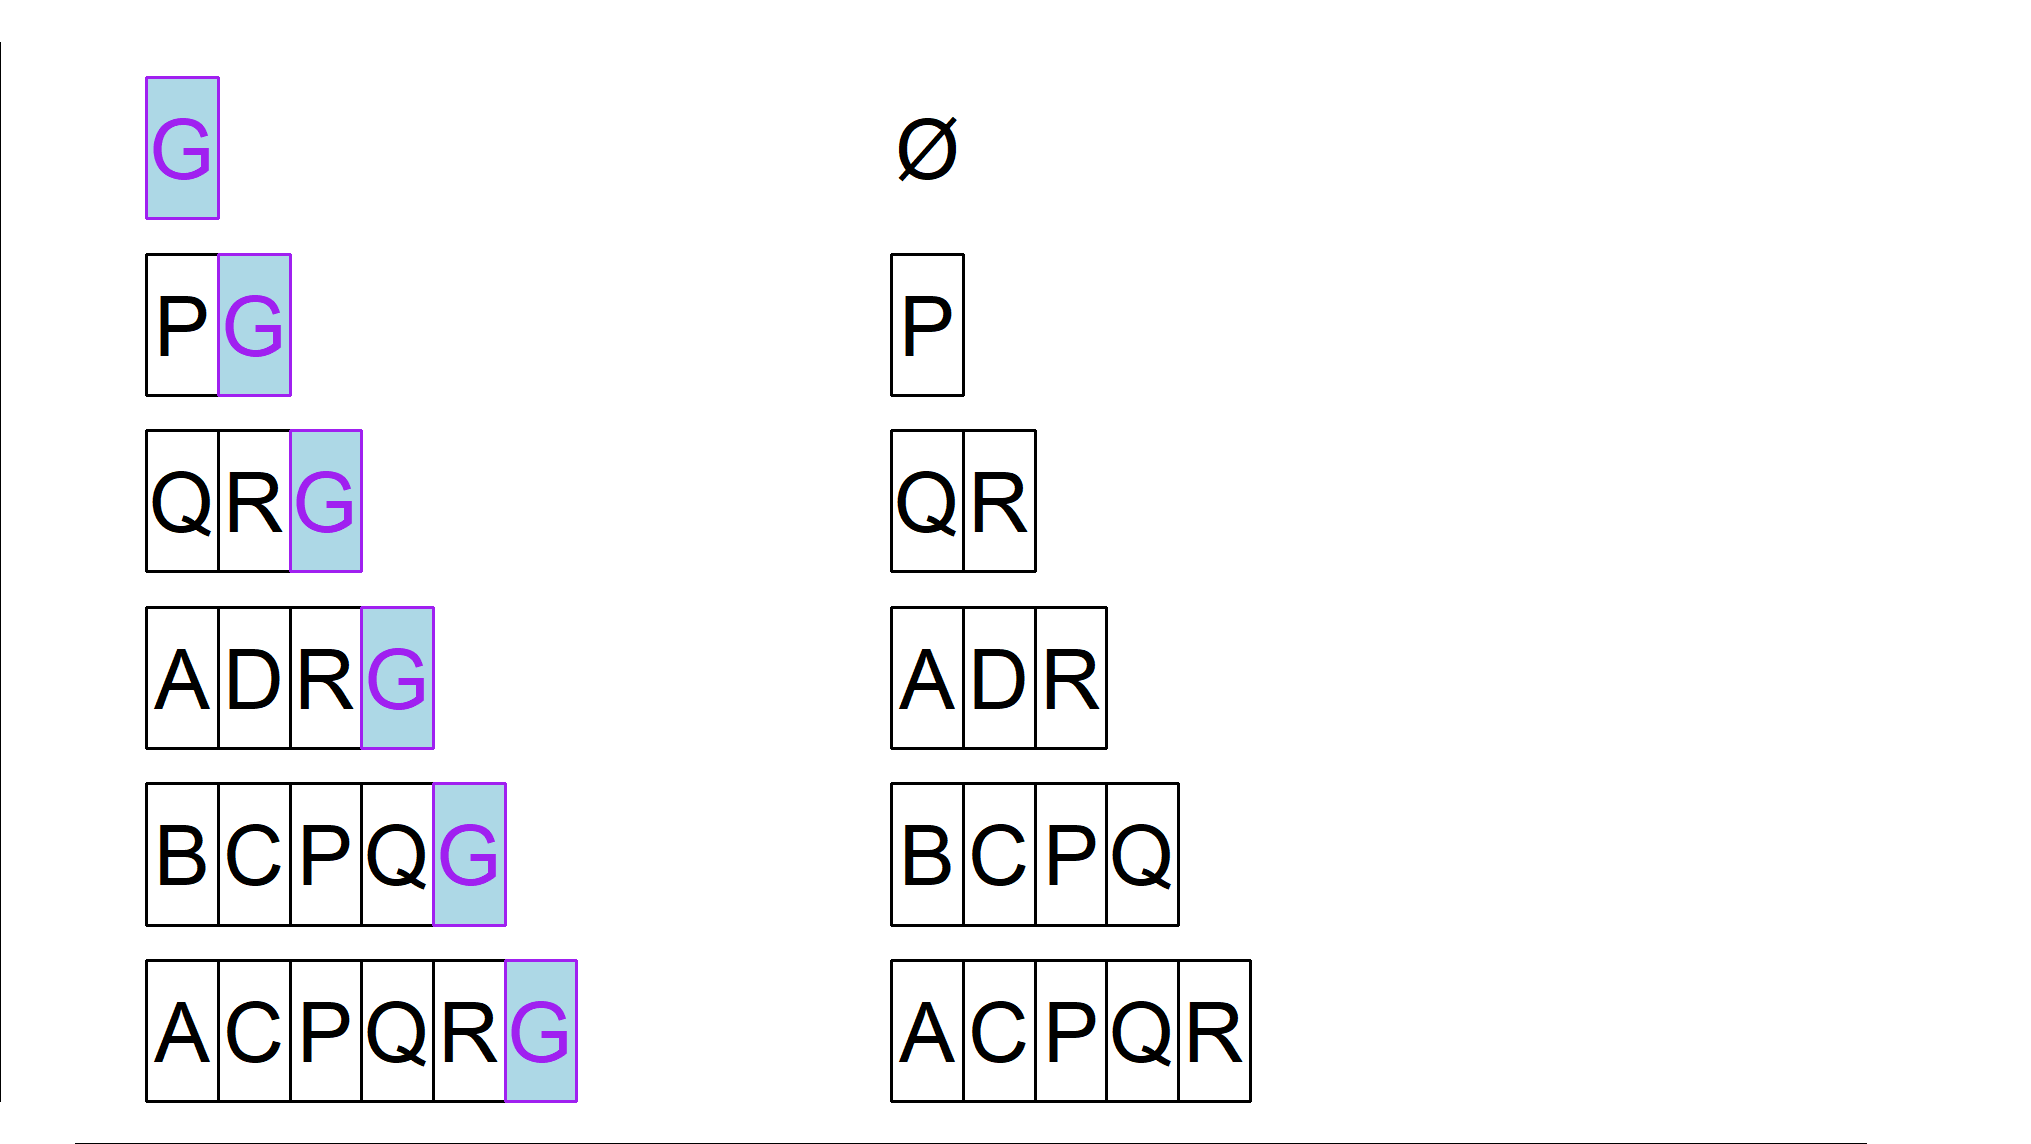 G Ø
PG P
QRG QR
ADRG ADR
BCPQG BCPQ
ACPQRG ACPQR